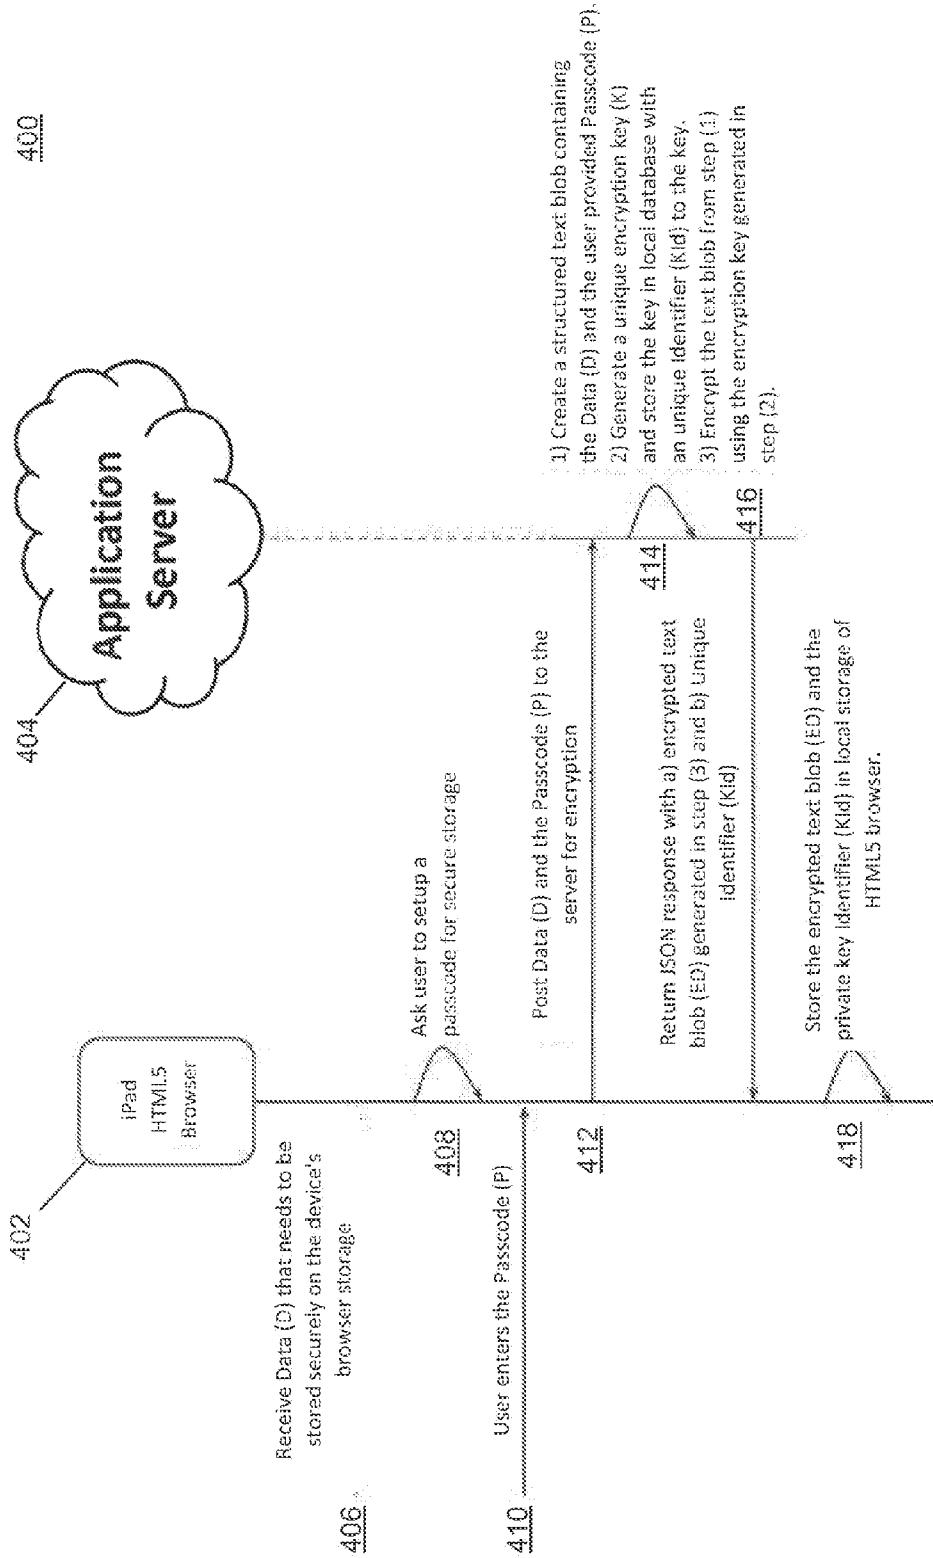 400
402
iPad
HTML5
Browser
404
Application
Server
Receive Data (D) that needs to be
stored securely on the device's
browser storage
406
Ask user to setup a
passcode for secure storage
408
User enters the Passcode (P)
410
Post Data (D) and the Passcode (P) to the
server for encryption
412
1) Create a structured text blob containing
the Data (D) and the user provided Passcode (P).
2) Generate a unique encryption key (K)
and store the key in local database with
an unique identifier (Kid) to the key.
3) Encrypt the text blob from step (1)
using the encryption key generated in
step (2).
414
Return JSON response with a) encrypted text
blob (ED) generated in step (3) and b) Unique
identifier (Kid)
416
Store the encrypted text blob (ED) and the
private key identifier (Kid) in local storage of
HTML5 browser.
418